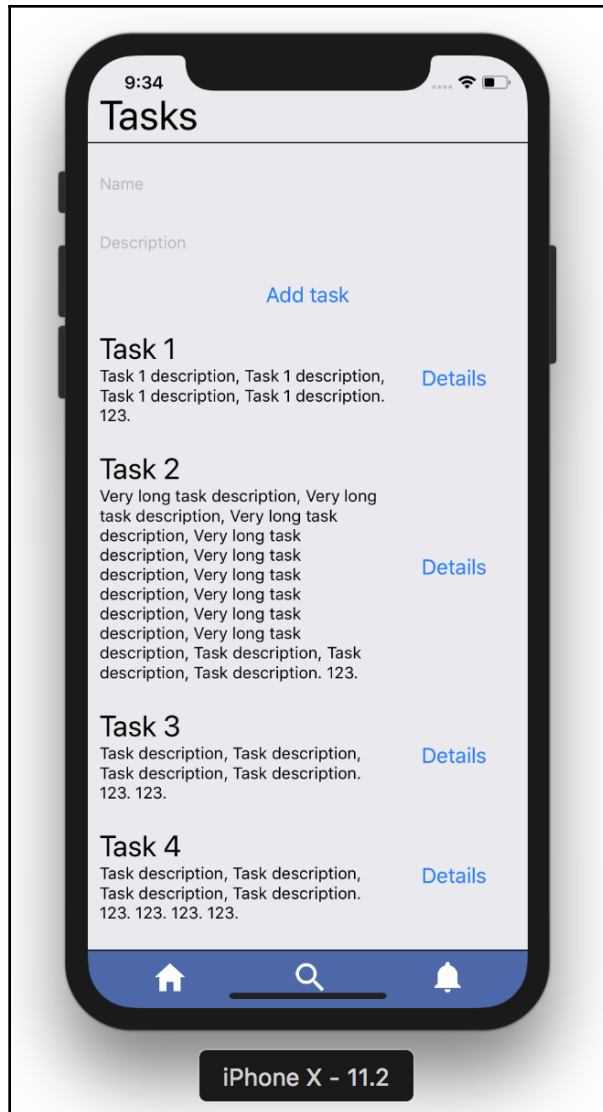 9:34
Tasks
Name
Description
Add task
Task 1
Task 1 description, Task 1 description,
Task 1 description, Task 1 description.
123.
Details
Task 2
Very long task description, Very long
task description, Very long task
description, Very long task
description, Very long task
description, Very long task
description, Very long task
description, Very long task
description, Very long task
description, Task description, Task
description, Task description. 123.
Details
Task 3
Task description, Task description,
Task description, Task description.
123. 123.
Details
Task 4
Task description, Task description,
Task description, Task description.
123. 123. 123. 123.
Details
iPhone X - 11.2